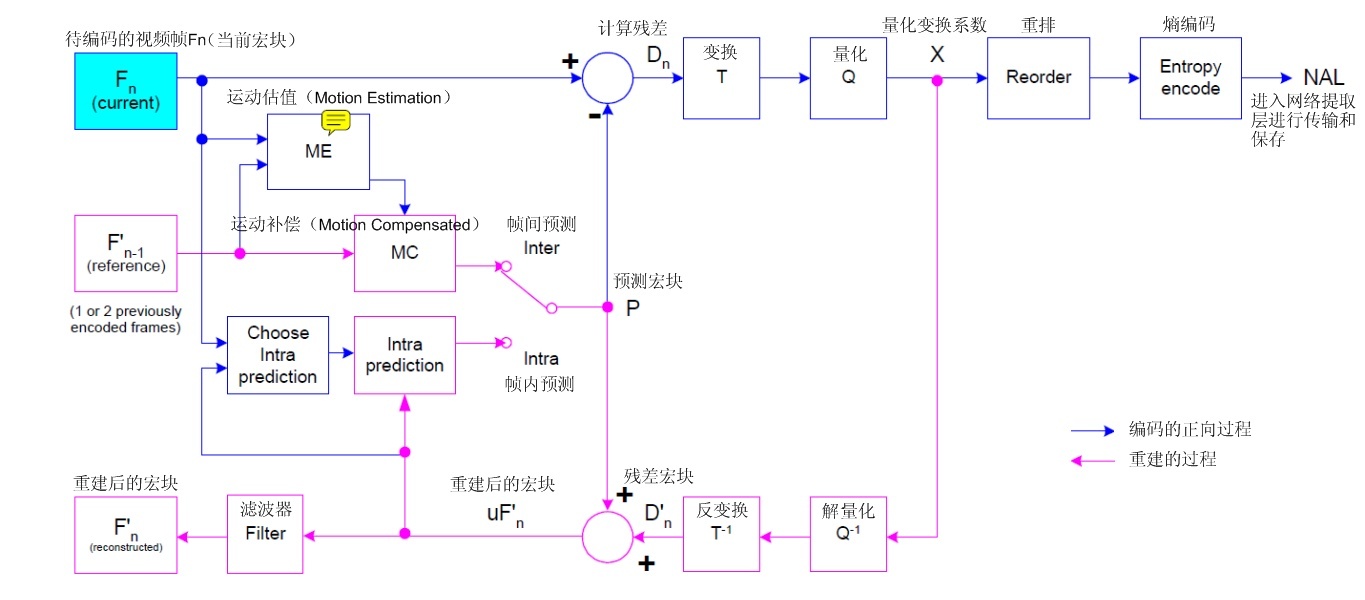 待编码的视频帧Fn（当前宏块）
Fn
(current)
计算残差
+
-
Dn
变换
T
量化
Q
量化变换系数
X
重排
Reorder
熵编码
Entropy
encode
NAL
进入网络提取
层进行传输和
保存
运动估值（Motion Estimation）
ME
运动补偿（Motion Compensated）
F'n-1
(reference)
(1 or 2 previously
encoded frames)
MC
帧间预测
Inter
预测宏块
P
Choose
Intra
prediction
Intra
prediction
Intra
帧内预测
编码的正向过程
重建的过程
重建后的宏块
F'n
(reconstructed)
滤波器
Filter
重建后的宏块
uF'n
+
+
残差宏块
D'n
反变换
T-1
解量化
Q-1